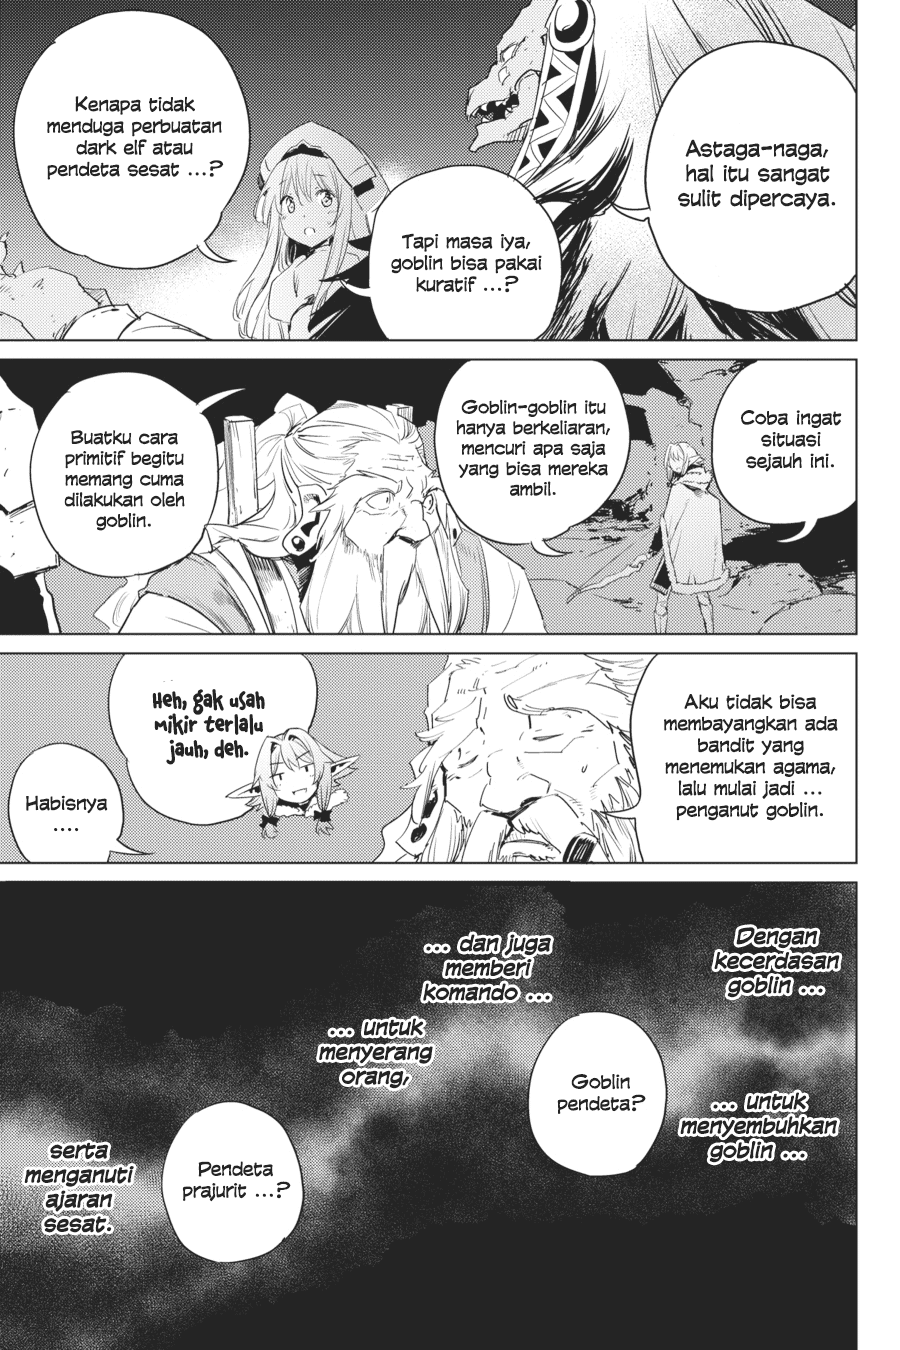 Astaga-naga,
hal itu sangat
sulit dipercaya.
Tapi masa iya,
goblin bisa pakai
kuratif ...?
Kenapa tidak
menduga perbuatan
dark elf atau
pendeta sesat ...?
Coba ingat
situasi
sejauh ini.
Goblin-goblin itu
hanya berkeliaran,
mencuri apa saja
yang bisa mereka
ambil.
Buatku cara
primitif begitu
memang cuma
dilakukan oleh
goblin.
Aku tidak bisa
membayangkan ada
bandit yang
menemukan agama,
lalu mulai jadi ...
penganut goblin.
Heh, gak usah
mikir terlalu
jauh, deh.
Habisnya
....
Dengan
kecerdasan
goblin ...
... untuk
menyembuhkan
goblin ...
Goblin
pendeta?
... dan juga
memberi
komando ...
... untuk
menyerang
orang,
Pendeta
prajurit ...?
serta
menganuti
ajaran
sesat.